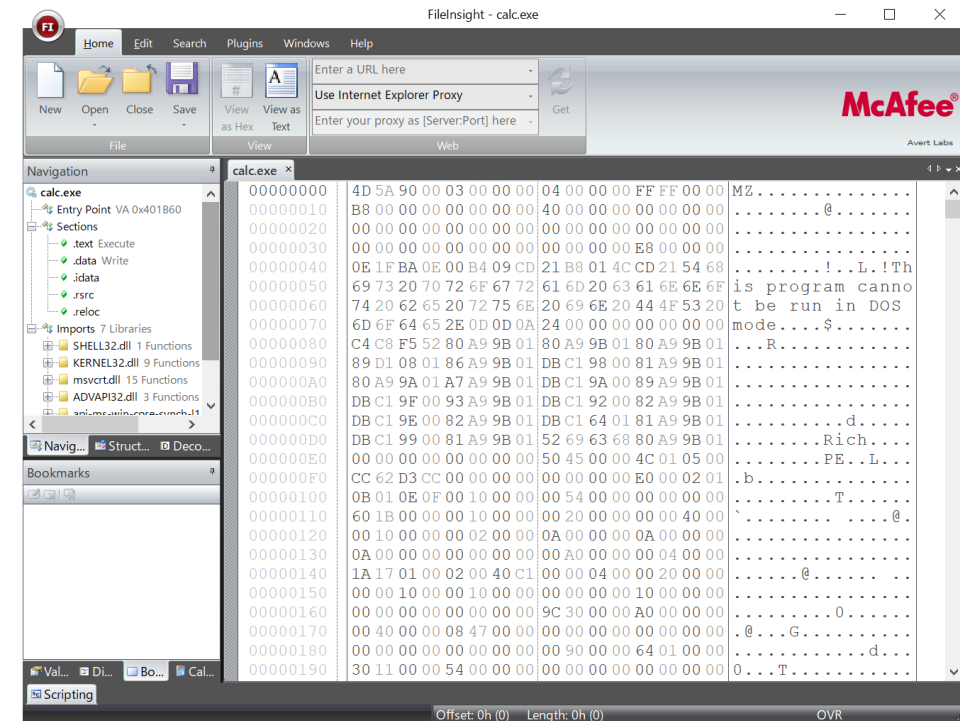 FileInsight - calc.exe
FI
Home Edit Search Plugins Windows Help
New Open Close Save
File
View as Hex View as Text
View
Enter a URL here
Use Internet Explorer Proxy
Enter your proxy as [Server:Port] here
Get
Web
McAfee®
Avert Labs
Navigation
calc.exe
Entry Point VA 0x401B60
Sections
.text Execute
.data Write
.idata
.rsrc
.reloc
Imports 7 Libraries
SHELL32.dll 1 Functions
KERNEL32.dll 9 Functions
msvcrt.dll 15 Functions
ADVAPI32.dll 3 Functions
api-ms-win-core-synch-l1
Navig... Struct... Deco...
Bookmarks
Val... Di... Bo... Cal...
Scripting
calc.exe
00000000 4D 5A 90 00 03 00 00 00 04 00 00 00 FF FF 00 00 MZ..............
00000010 B8 00 00 00 00 00 00 00 40 00 00 00 00 00 00 00 ........@.......
00000020 00 00 00 00 00 00 00 00 00 00 00 00 00 00 00 00 ................
00000030 00 00 00 00 00 00 00 00 00 00 00 00 E8 00 00 00 ................
00000040 0E 1F BA 0E 00 B4 09 CD 21 B8 01 4C CD 21 54 68 ........!..L.!Th
00000050 69 73 20 70 72 6F 67 72 61 6D 20 63 61 6E 6E 6F is program canno
00000060 74 20 62 65 20 72 75 6E 20 69 6E 20 44 4F 53 20 t be run in DOS
00000070 6D 6F 64 65 2E 0D 0D 0A 24 00 00 00 00 00 00 00 mode....$.......
00000080 C4 C8 F5 52 80 A9 9B 01 80 A9 9B 01 80 A9 9B 01 ...R............
00000090 89 D1 08 01 86 A9 9B 01 DB C1 98 00 81 A9 9B 01 ................
000000A0 80 A9 9A 01 A7 A9 9B 01 DB C1 9A 00 89 A9 9B 01 ................
000000B0 DB C1 9F 00 93 A9 9B 01 DB C1 92 00 82 A9 9B 01 ................
000000C0 DB C1 9E 00 82 A9 9B 01 DB C1 64 01 81 A9 9B 01 ..........d.....
000000D0 DB C1 99 00 81 A9 9B 01 52 69 63 68 80 A9 9B 01 ........Rich....
000000E0 00 00 00 00 00 00 00 00 50 45 00 00 4C 01 05 00 ........PE..L...
000000F0 CC 62 D3 CC 00 00 00 00 00 00 00 00 E0 00 02 01 .b..............
00000100 0B 01 0E 0F 00 10 00 00 00 54 00 00 00 00 00 00 .........T......
00000110 60 1B 00 00 00 10 00 00 00 20 00 00 00 00 40 00 `........ ....@.
00000120 00 10 00 00 00 02 00 00 0A 00 00 00 0A 00 00 00 ................
00000130 0A 00 00 00 00 00 00 00 00 A0 00 00 00 04 00 00 ................
00000140 1A 17 01 00 02 00 40 C1 00 00 04 00 00 20 00 00 ......@...... ..
00000150 00 00 10 00 00 10 00 00 00 00 00 00 10 00 00 00 ................
00000160 00 00 00 00 00 00 00 00 9C 30 00 00 A0 00 00 00 .........0......
00000170 00 40 00 00 08 47 00 00 00 00 00 00 00 00 00 00 .@...G..........
00000180 00 00 00 00 00 00 00 00 00 90 00 00 64 01 00 00 ............d...
00000190 30 11 00 00 54 00 00 00 00 00 00 00 00 00 00 00 0...T...........
Offset: 0h (0) Length: 0h (0) OVR